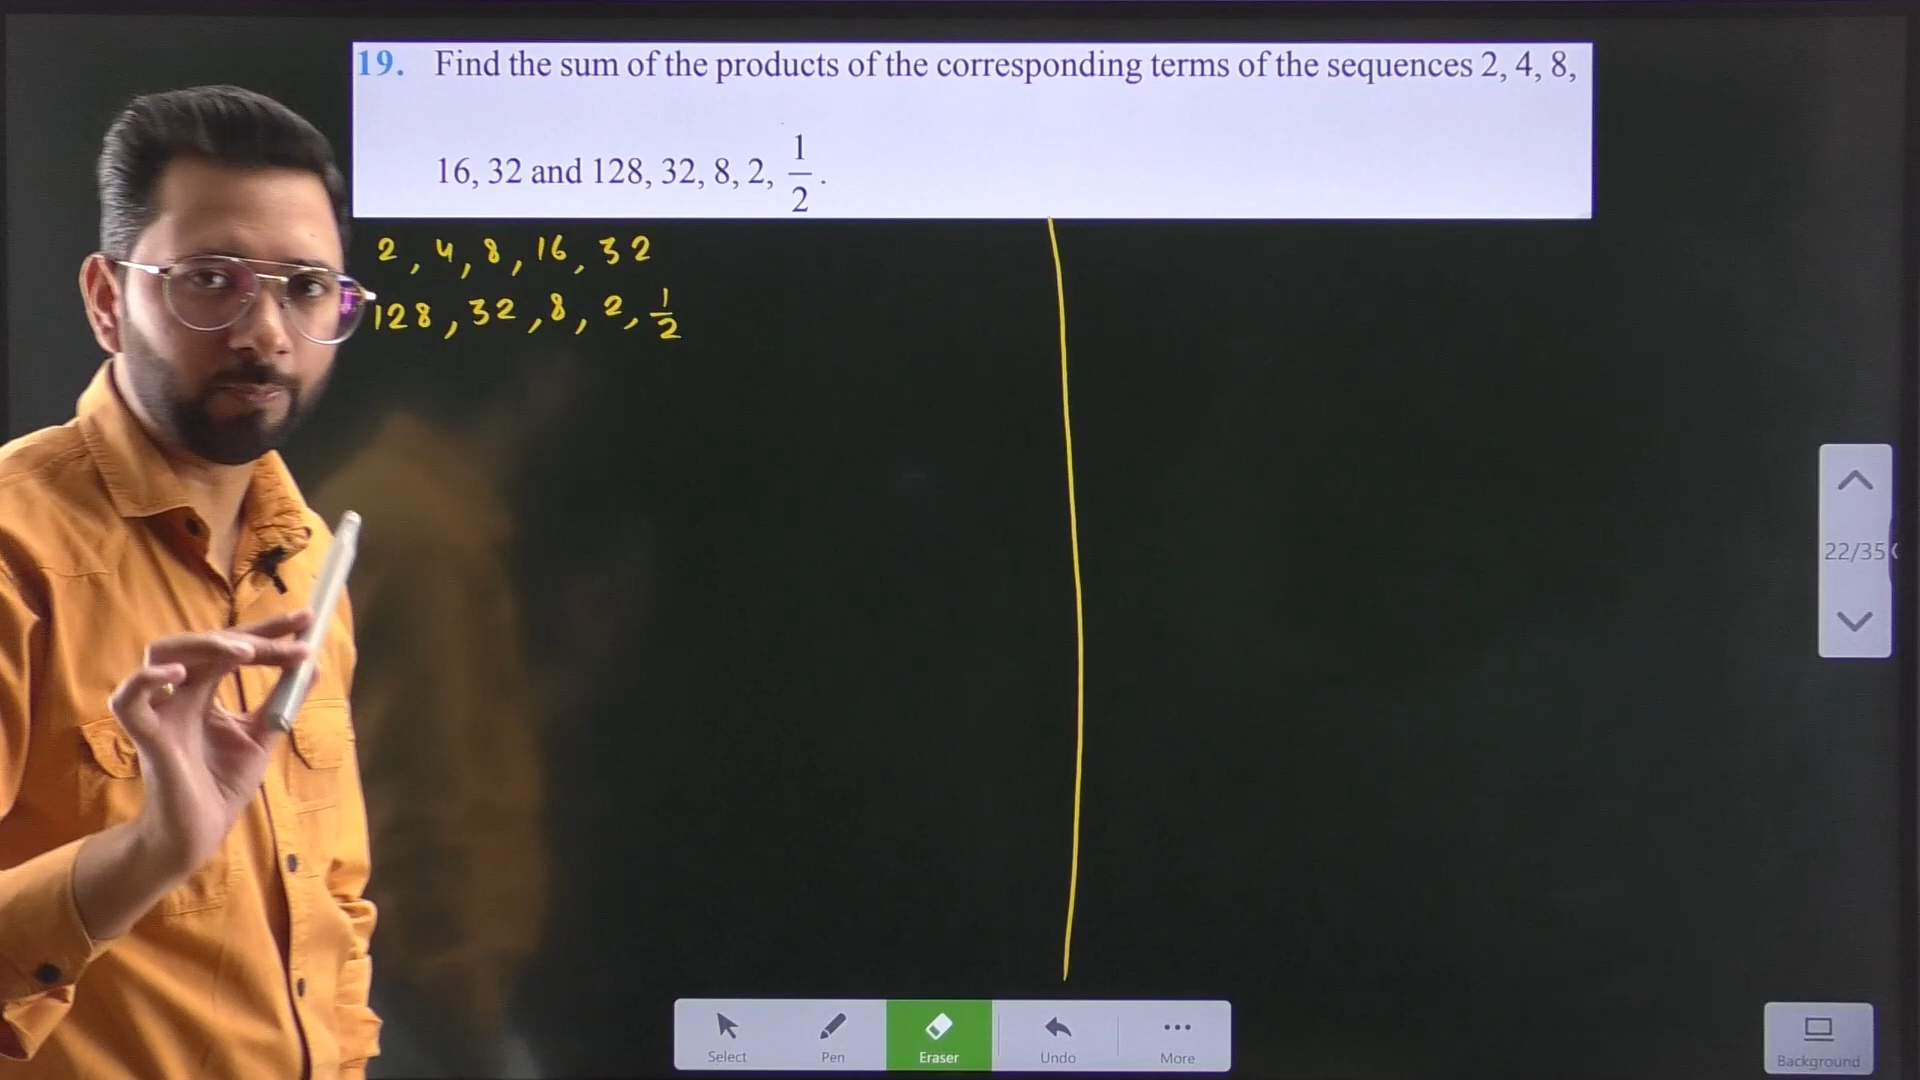 19. Find the sum of the products of the corresponding terms of the sequences 2, 4, 8,
16, 32 and 128, 32, 8, 2, 1/2.
2, 4, 8, 16, 32
128, 32, 8, 2, 1/2
22/35
Select
Pen
Eraser
Undo
More
Background